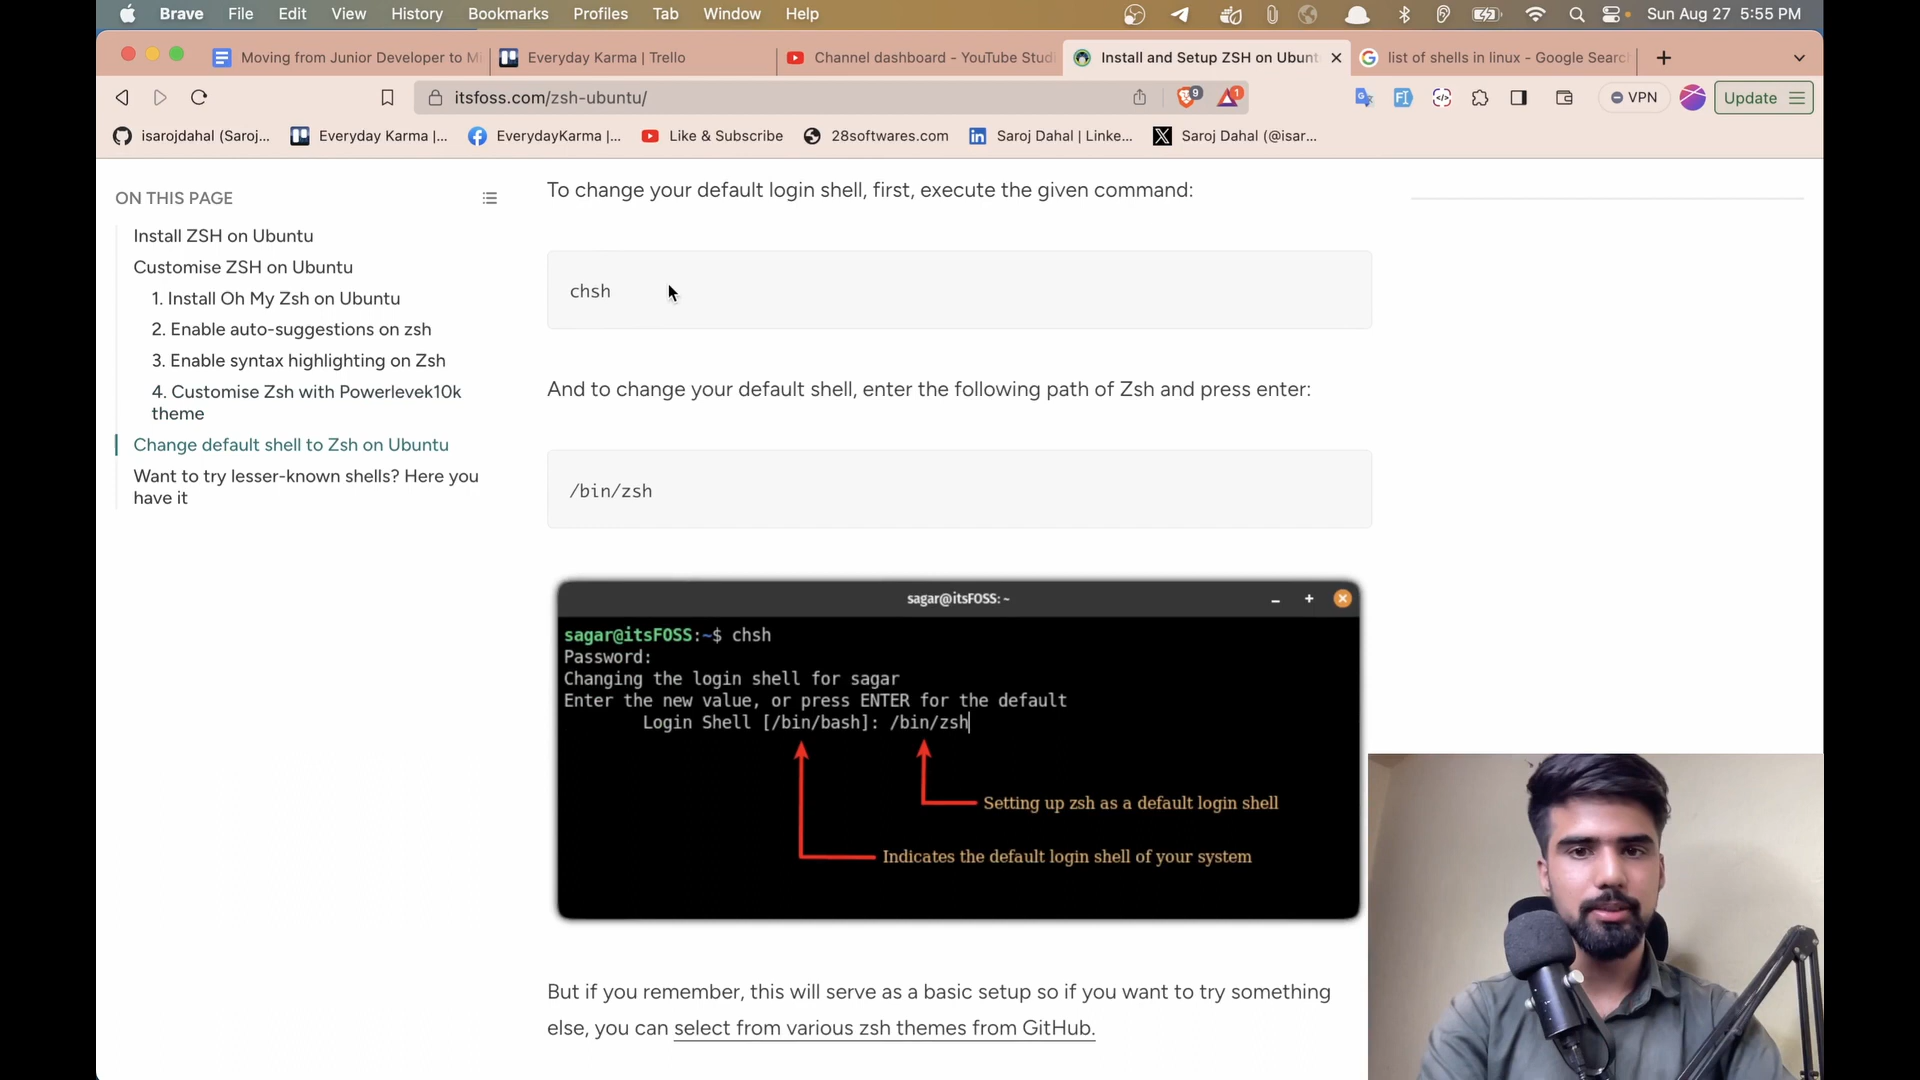 Brave File Edit View History Bookmarks Profiles Tab Window Help Sun Aug 27 5:55 PM
Moving from Junior Developer to Mi
Everyday Karma | Trello
Channel dashboard - YouTube Studi
Install and Setup ZSH on Ubunt
list of shells in linux - Google Searc
itsfoss.com/zsh-ubuntu/
9
1
VPN
Update
isarojdahal (Saroj...
Everyday Karma |...
EverydayKarma |...
Like & Subscribe
28softwares.com
Saroj Dahal | Linke...
Saroj Dahal (@isar...
ON THIS PAGE
Install ZSH on Ubuntu
Customise ZSH on Ubuntu
1. Install Oh My Zsh on Ubuntu
2. Enable auto-suggestions on zsh
3. Enable syntax highlighting on Zsh
4. Customise Zsh with Powerlevek10k
theme
Change default shell to Zsh on Ubuntu
Want to try lesser-known shells? Here you
have it
To change your default login shell, first, execute the given command:
chsh
And to change your default shell, enter the following path of Zsh and press enter:
/bin/zsh
sagar@itsFOSS: ~
sagar@itsFOSS:~$ chsh
Password:
Changing the login shell for sagar
Enter the new value, or press ENTER for the default
Login Shell [/bin/bash]: /bin/zsh
Setting up zsh as a default login shell
Indicates the default login shell of your system
But if you remember, this will serve as a basic setup so if you want to try something
else, you can select from various zsh themes from GitHub.